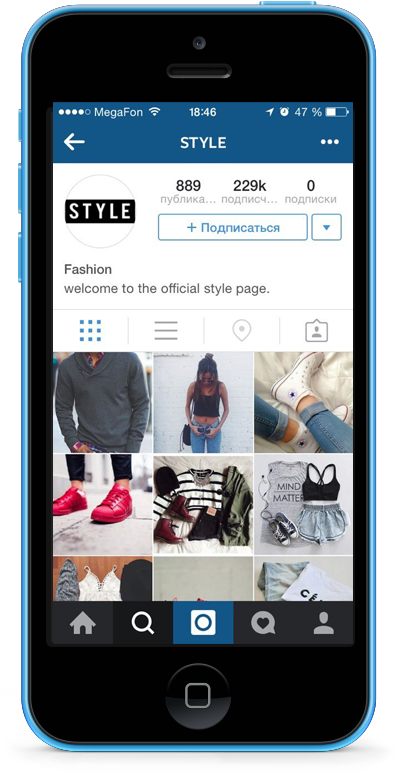 MegaFon 18:46 47 %
STYLE
STYLE
889 229k 0
публика... подписч... подписки
+ Подписаться
Fashion
welcome to the official style page.
MIND
MATTER